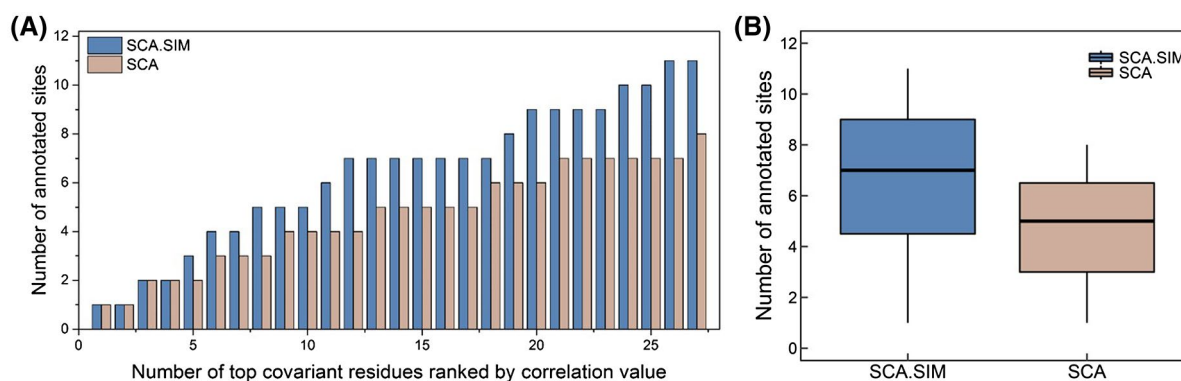 (A)
SCA.SIM
SCA
Number of annotated sites
12
10
8
6
4
2
0
0 5 10 15 20 25
Number of top covariant residues ranked by correlation value
(B)
SCA.SIM
SCA
Number of annotated sites
12
10
8
6
4
2
0
SCA.SIM SCA